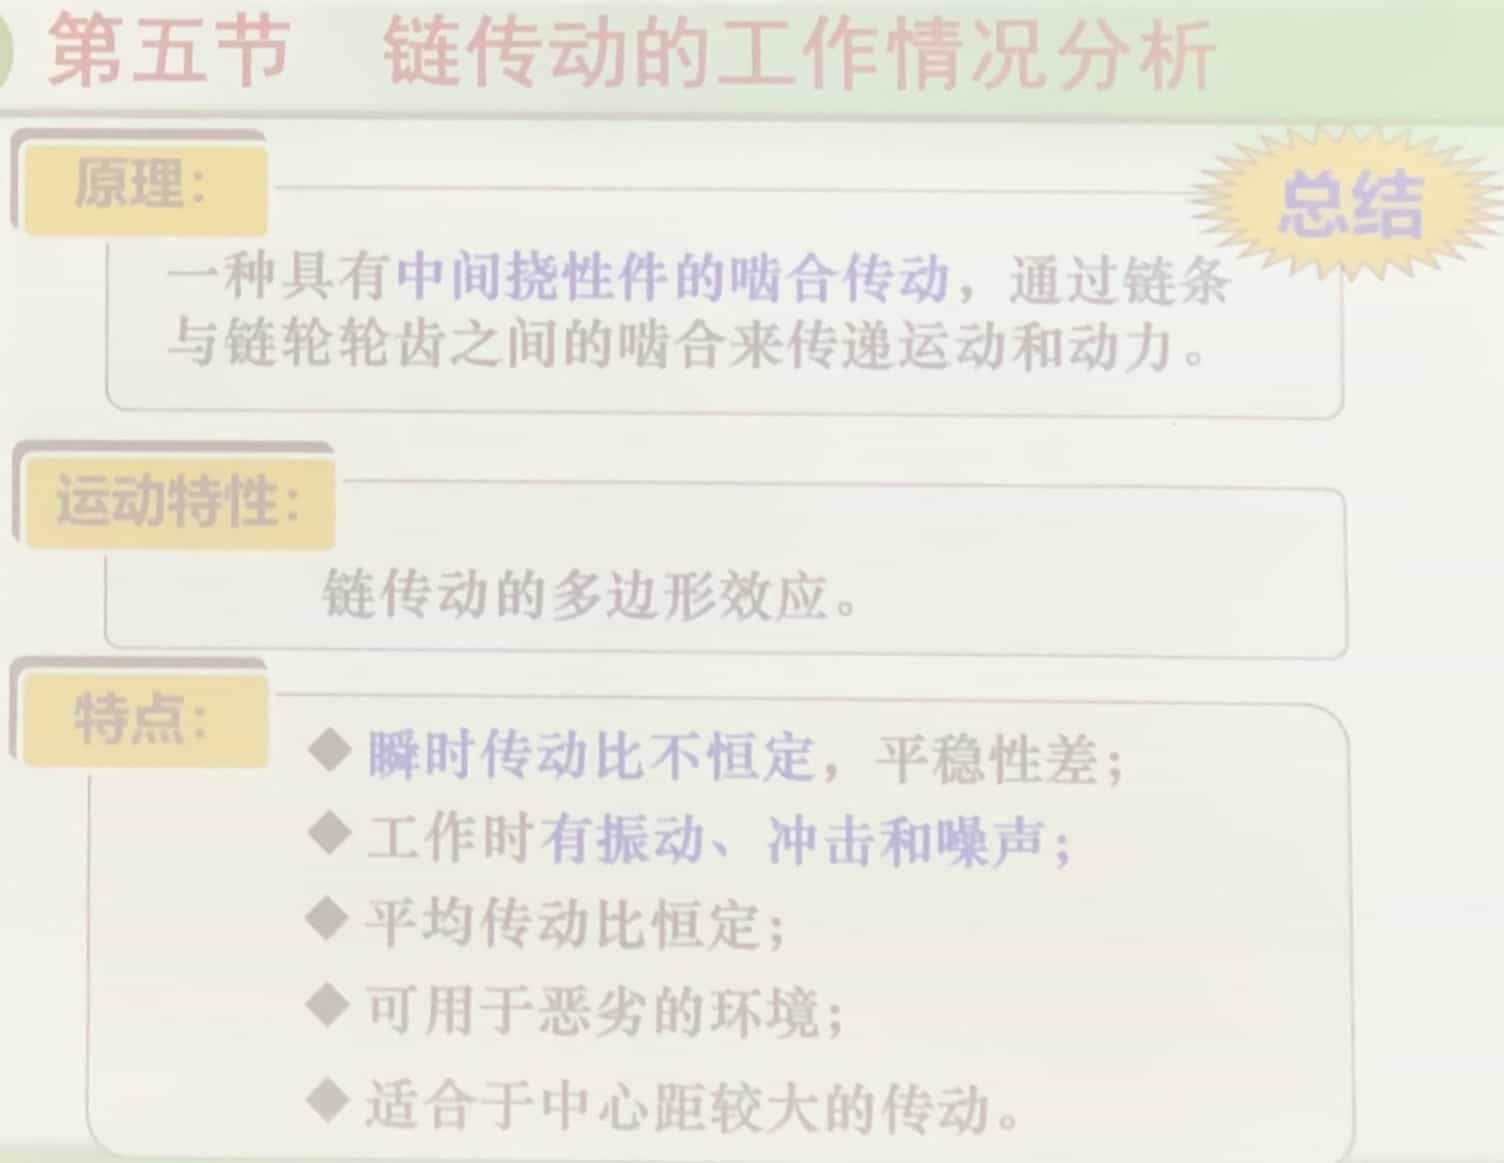 第五节 链传动的工作情况分析
原理：
总结
一种具有中间挠性件的啮合传动，通过链条
与链轮轮齿之间的啮合来传递运动和动力。
运动特性：
链传动的多边形效应。
特点：
◆瞬时传动比不恒定，平稳性差；
◆工作时有振动、冲击和噪声；
◆平均传动比恒定；
◆可用于恶劣的环境；
◆适合于中心距较大的传动。